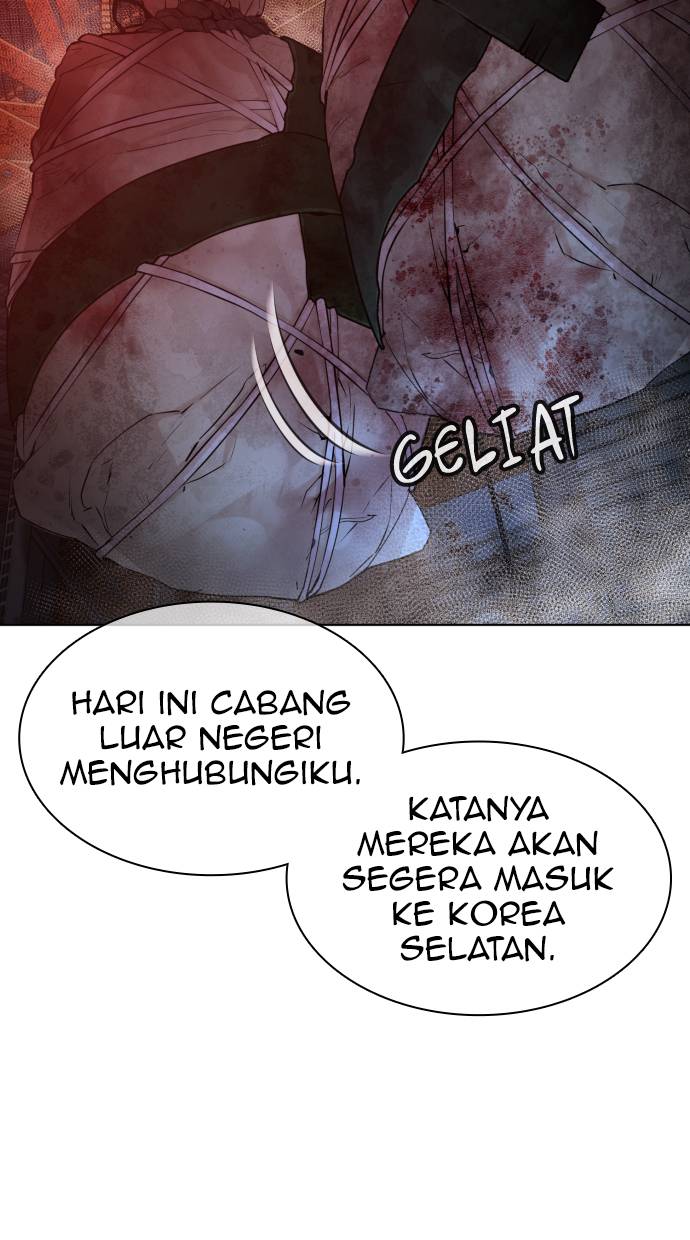 GELIAT
HARI INI CABANG
LUAR NEGERI
MENGHUBUNGIKU.
KATANYA
MEREKA AKAN
SEGERA MASUK
KE KOREA
SELATAN.